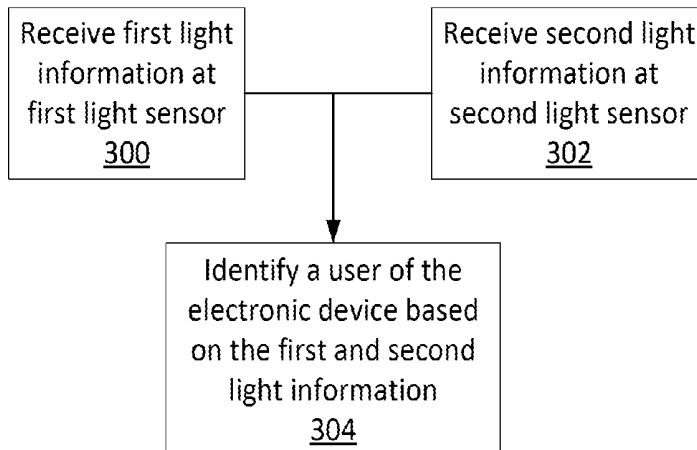 Receive first light
information at
first light sensor
300
Receive second light
information at
second light sensor
302
Identify a user of the
electronic device based
on the first and second
light information
304